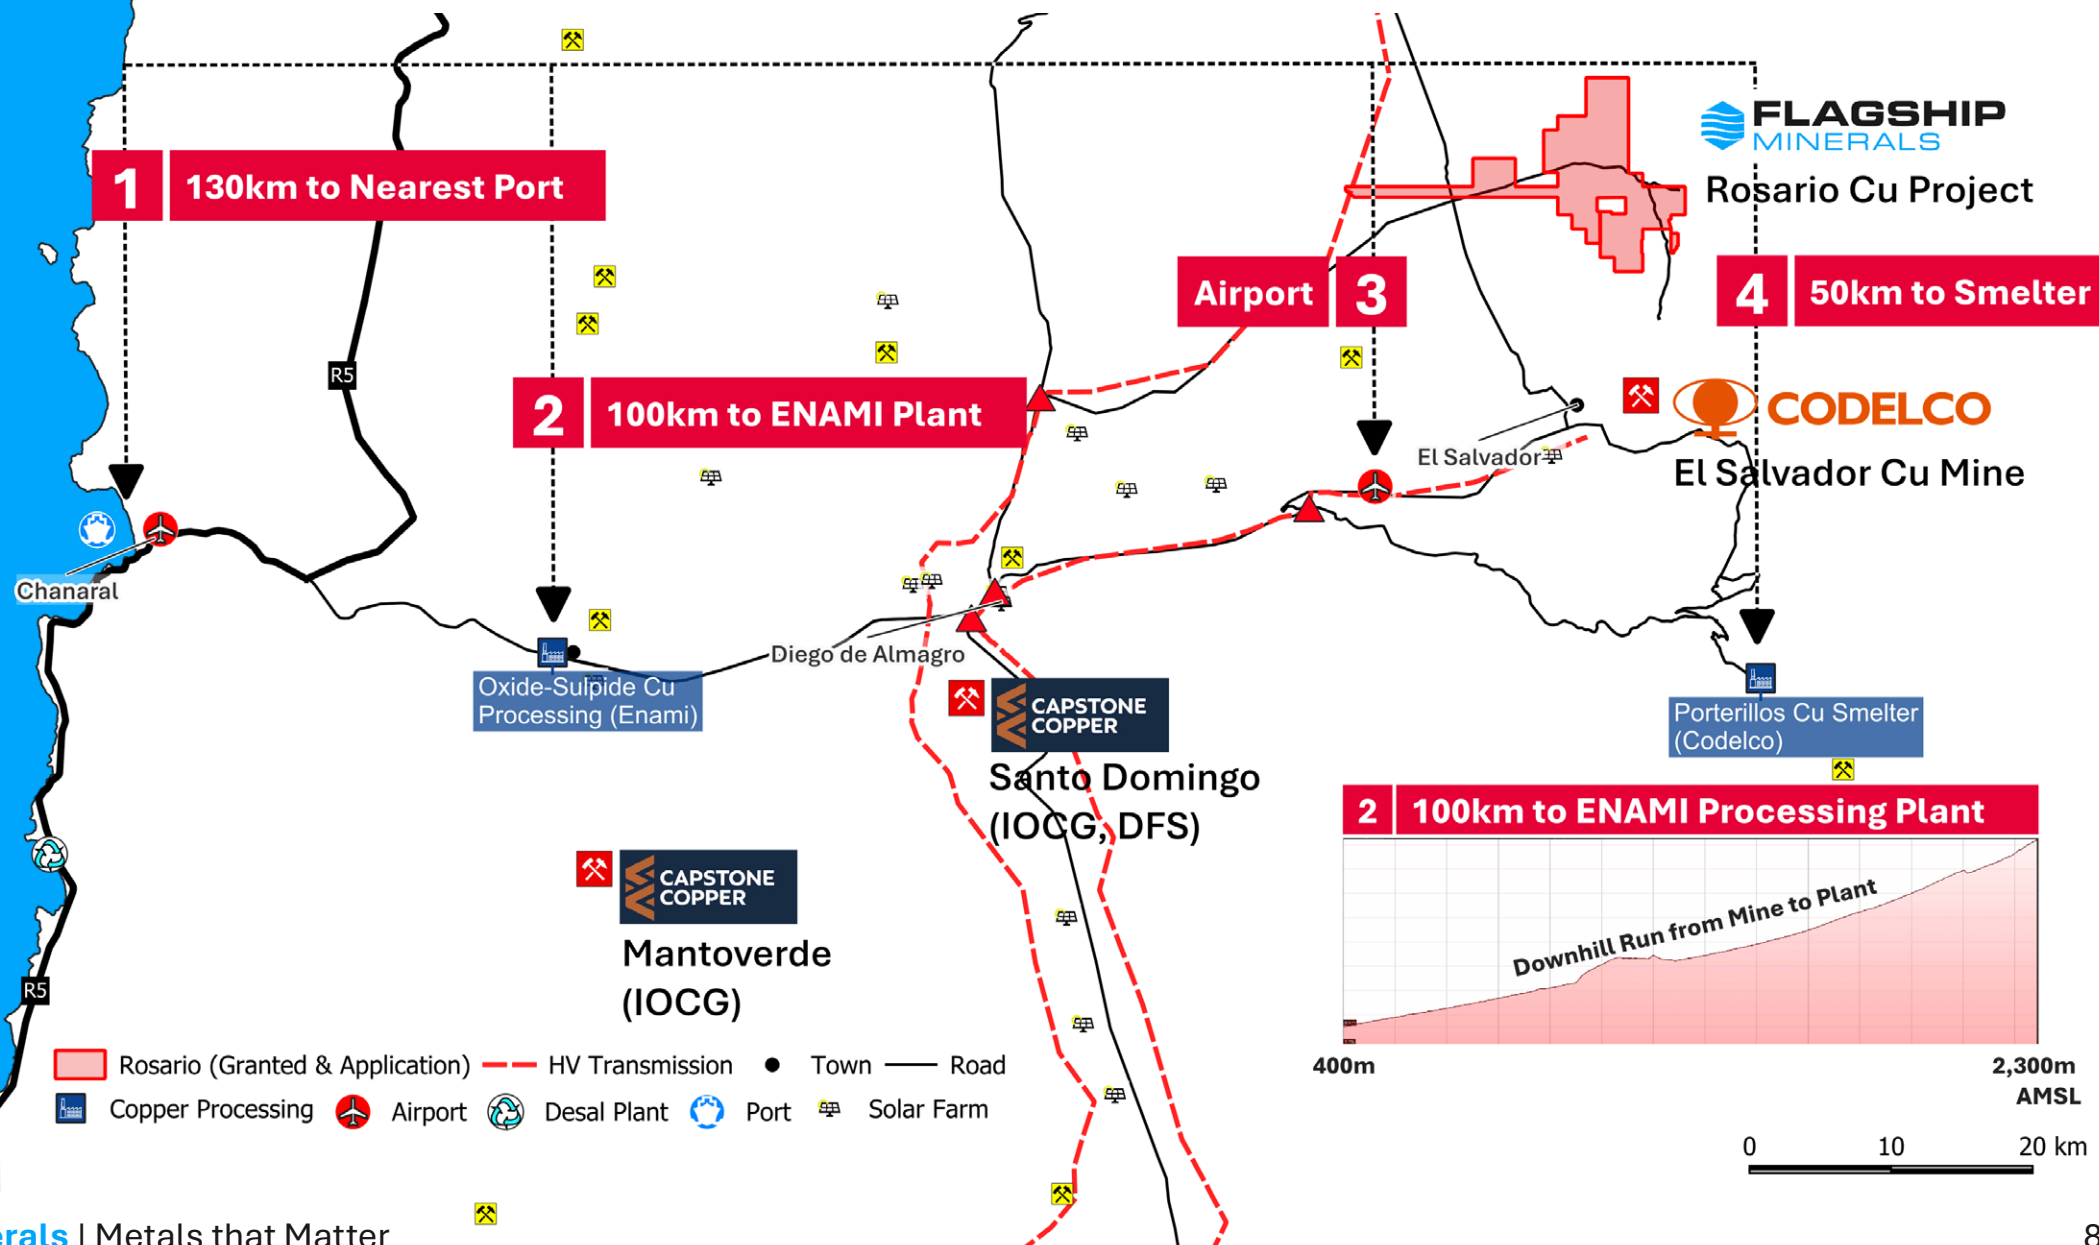 1
130km to Nearest Port
FLAGSHIP
MINERALS
Rosario Cu Project
Airport
3
4
50km to Smelter
R5
2
100km to ENAMI Plant
CODELCO
El Salvador
El Salvador Cu Mine
Chanaral
Diego de Almagro
Oxide-Sulpide Cu
Processing (Enami)
CAPSTONE
COPPER
Santo Domingo
(IOCG, DFS)
Porterillos Cu Smelter
(Codelco)
2
100km to ENAMI Processing Plant
Downhill Run from Mine to Plant
400m
2,300m
AMSL
CAPSTONE
COPPER
Mantoverde
(IOCG)
R5
Rosario (Granted & Application)
HV Transmission
Town
Road
Copper Processing
Airport
Desal Plant
Port
Solar Farm
0
10
20 km
erals | Metals that Matter
8